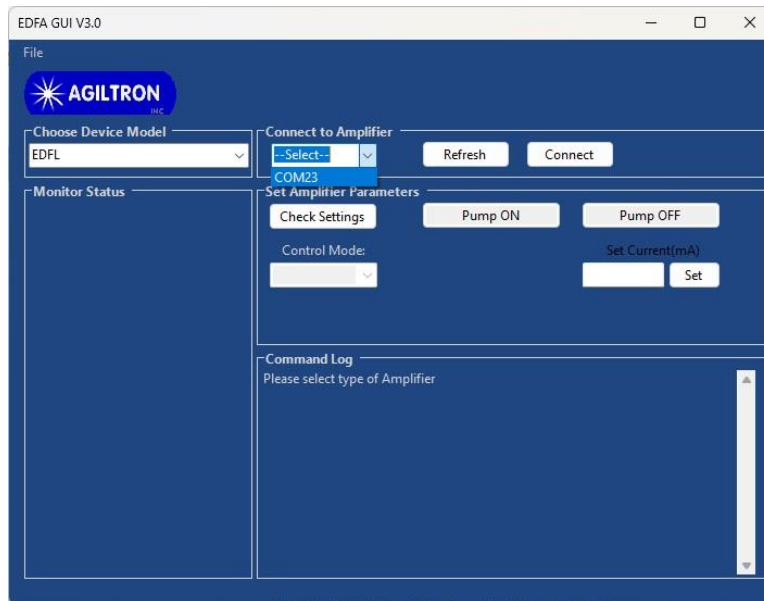 EDFA GUI V3.0
File
AGILTRON
INC
Choose Device Model
EDFL
Connect to Amplifier
--Select--
COM23
Refresh
Connect
Monitor Status
Set Amplifier Parameters
Check Settings
Pump ON
Pump OFF
Control Mode:
Set Current(mA)
Set
Command Log
Please select type of Amplifier